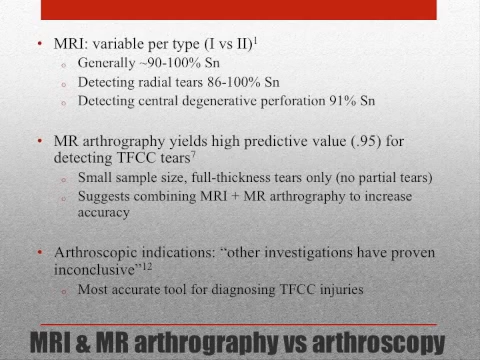 • MRI: variable per type (I vs II)1
o Generally ~90-100% Sn
o Detecting radial tears 86-100% Sn
o Detecting central degenerative perforation 91% Sn
• MR arthrography yields high predictive value (.95) for
detecting TFCC tears7
o Small sample size, full-thickness tears only (no partial tears)
o Suggests combining MRI + MR arthrography to increase
accuracy
• Arthroscopic indications: “other investigations have proven
inconclusive”12
o Most accurate tool for diagnosing TFCC injuries
MRI & MR arthrography vs arthroscopy